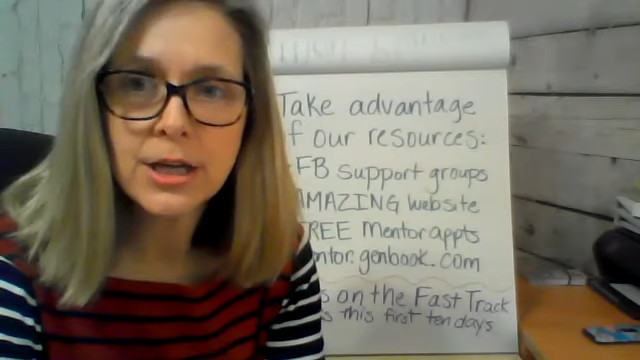 Take advantage
f our resources:
FB support groups
AMAZING website
REE Mentor appts
ntor.genbook.com
s on the Fast Track
s this first ten days